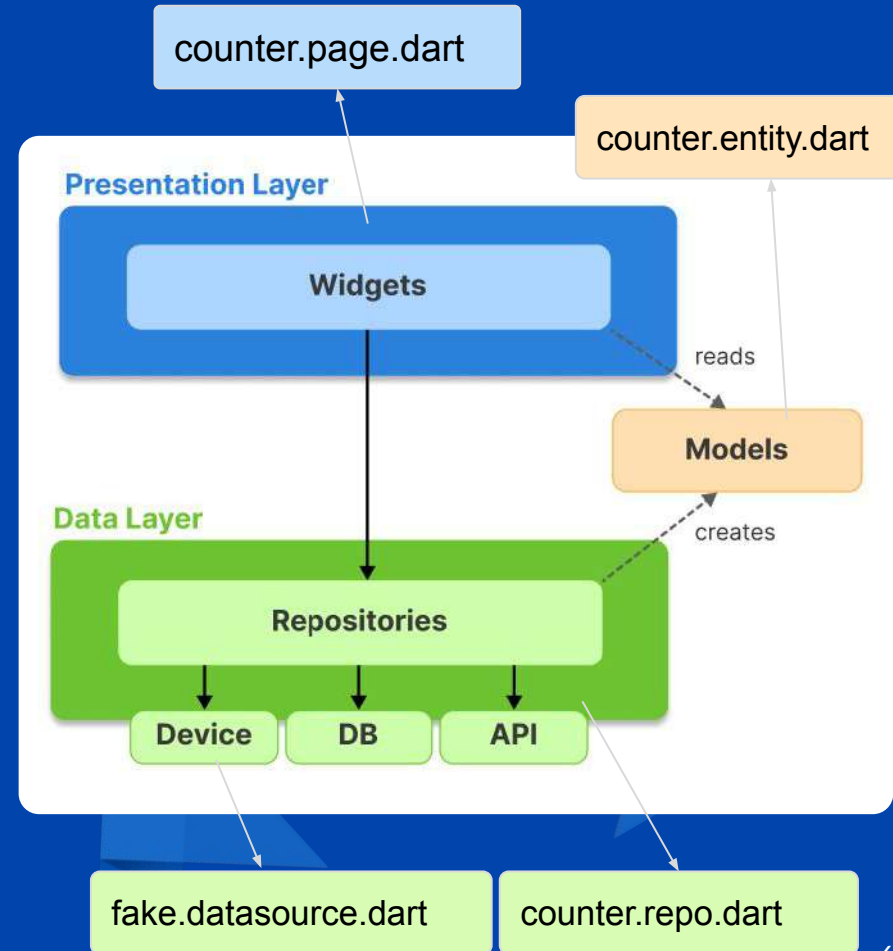 counter.page.dart
counter.entity.dart
Presentation Layer
Widgets
reads
Models
Data Layer
creates
Repositories
Device
DB
API
fake.datasource.dart
counter.repo.dart